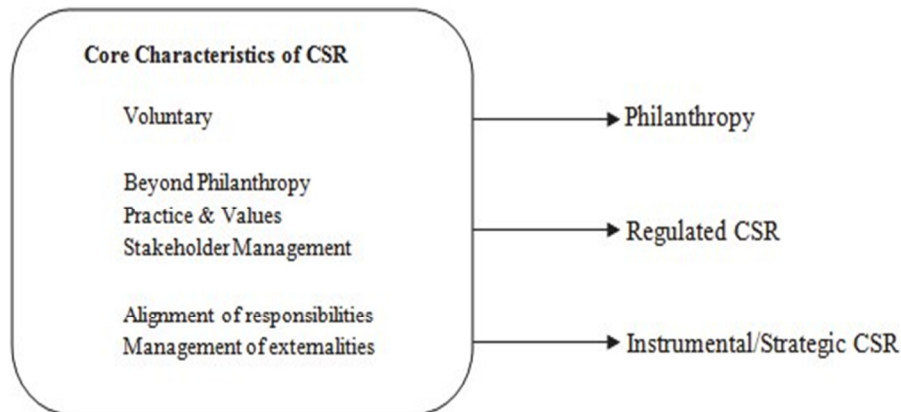 Core Characteristics of CSR
Voluntary
Philanthropy
Beyond Philanthropy
Practice & Values
Stakeholder Management
Regulated CSR
Alignment of responsibilities
Management of externalities
Instrumental/Strategic CSR